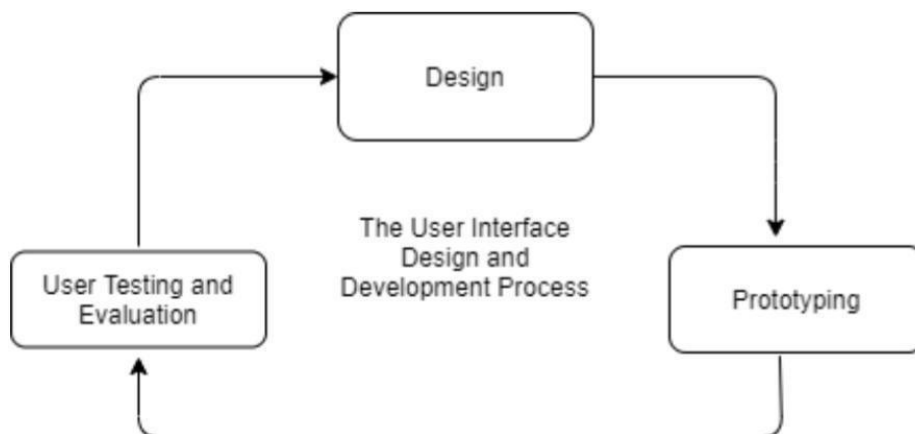 Design
The User Interface
Design and
Development Process
User Testing and
Evaluation
Prototyping